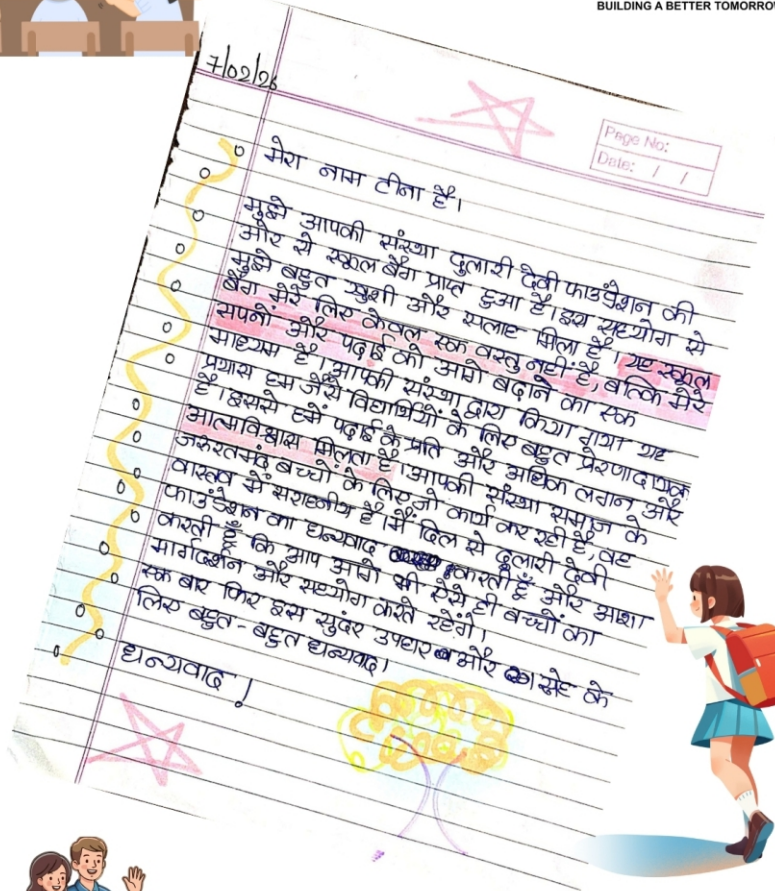 BUILDING A BETTER TOMORRO
7/02/26
Page No:
Date: / /
मेरा नाम टीना है।
मुझे आपकी संस्था दुलारी देवी फाउंडेशन की
ओर से स्कूल बैग प्राप्त हुआ है। इस सहयोग से
मुझे बहुत खुशी और सलाह मिला है। यह स्कूल
बैग मेरे लिए केवल एक वस्तु नहीं है, बल्कि मेरे
सपनों और पढ़ाई को आगे बढ़ाने का एक
माध्यम है। आपकी संस्था द्वारा किया गया यह
प्रयास हम जैसे विद्यार्थियों के लिए बहुत प्रेरणादायक
है। इससे हमें पढ़ाई के प्रति और अधिक लगन और
आत्मविश्वास मिलता है। आपकी संस्था समाज के
जरूरतमंद बच्चों के लिए जो कार्य कर रही है, वह
वास्तव में सराहनीय है। मैं दिल से दुलारी देवी
फाउंडेशन का धन्यवाद करती हूँ और आशा
करती हूँ कि आप आगे भी ऐसे ही बच्चों का
मार्गदर्शन और सहयोग करते रहेंगे।
एक बार फिर इस सुंदर उपहार और स्नेह के
लिए बहुत - बहुत धन्यवाद।
धन्यवाद!